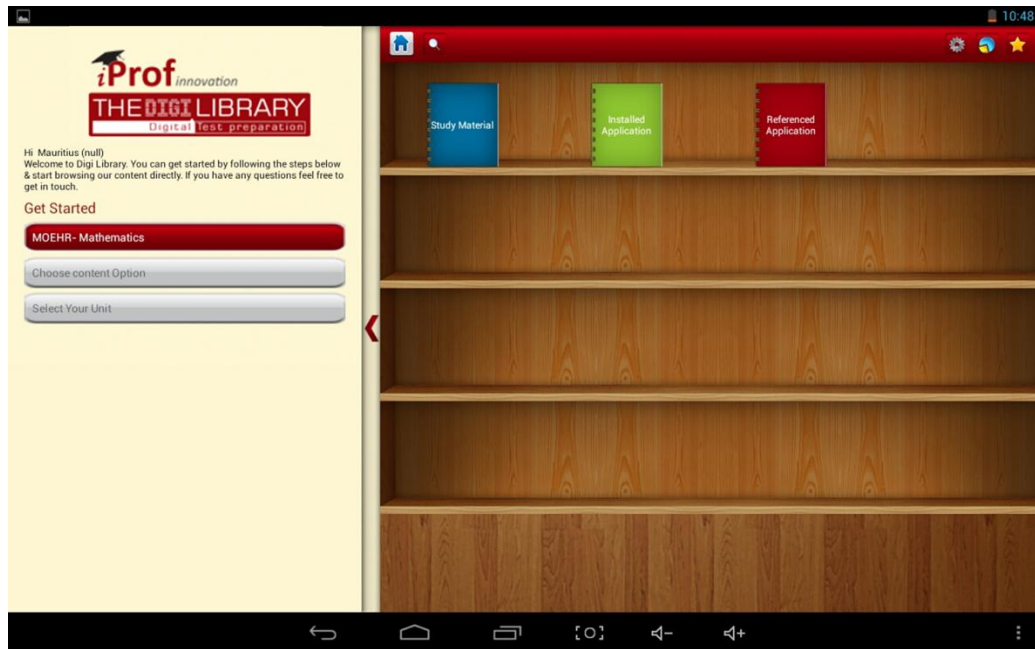 10:48
iProf innovation
THE DIGI LIBRARY
Digital Test preparation
Hi Mauritius (null)
Welcome to Digi Library. You can get started by following the steps below
& start browsing our content directly. If you have any questions feel free to
get in touch.
Get Started
MOEHR- Mathematics
Choose content Option
Select Your Unit
Study Material
Installed
Application
Referenced
Application